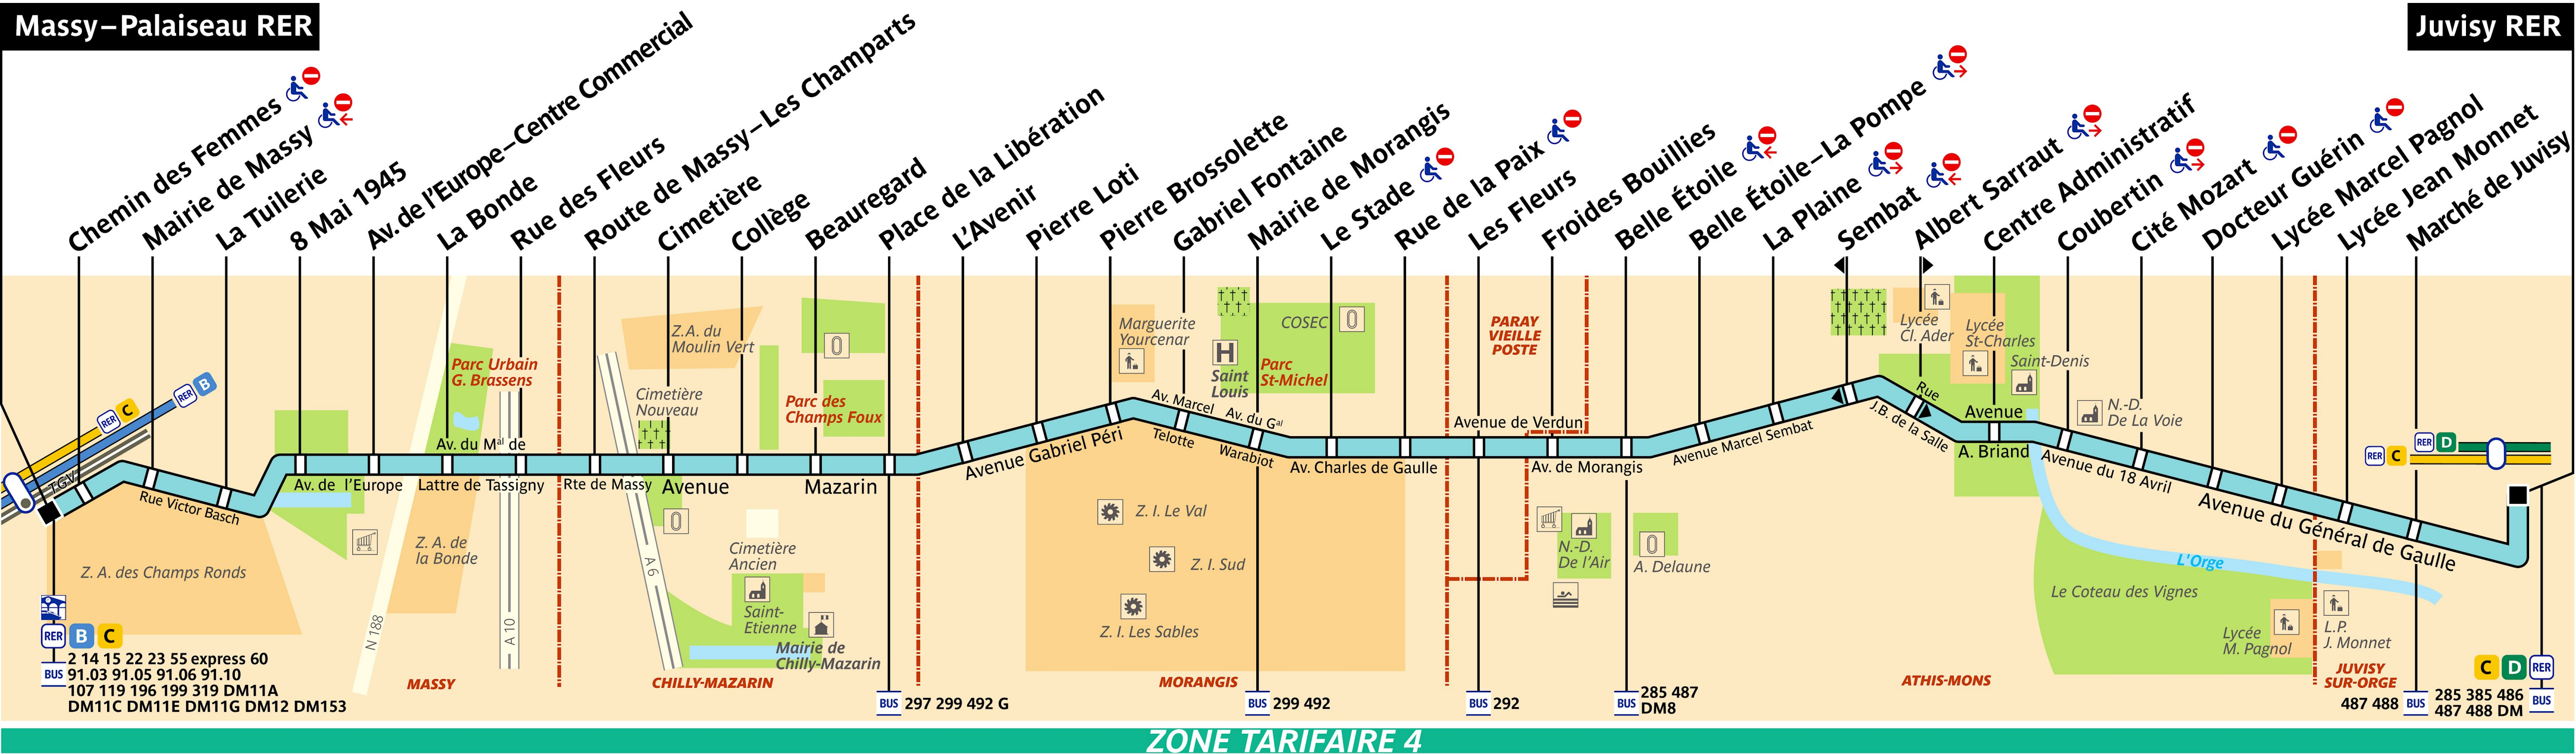 Massy–Palaiseau RER
Juvisy RER
Chemin des Femmes
Mairie de Massy
La Tuilerie
8 Mai 1945
Av. de l'Europe–Centre Commercial
La Bonde
Rue des Fleurs
Route de Massy–Les Champarts
Cimetière
Collège
Beauregard
Place de la Libération
L'Avenir
Pierre Loti
Pierre Brossolette
Gabriel Fontaine
Mairie de Morangis
Le Stade
Rue de la Paix
Les Fleurs
Froides Bouillies
Belle Étoile
Belle Étoile–La Pompe
La Plaine
Sembat
Albert Sarraut
Centre Administratif
Coubertin
Cité Mozart
Docteur Guérin
Lycée Marcel Pagnol
Lycée Jean Monnet
Marché de Juvisy
RER C
RER B
TGV
Rue Victor Basch
Z. A. des Champs Ronds
RER B C
BUS
2 14 15 22 23 55 express 60
91.03 91.05 91.06 91.10
107 119 196 199 319 DM11A
DM11C DM11E DM11G DM12 DM153
Parc Urbain
G. Brassens
Av. du Mal de
Av. de l'Europe
Lattre de Tassigny
Z. A. de
la Bonde
N 188
A 10
MASSY
Z.A. du
Moulin Vert
Cimetière
Nouveau
Parc des
Champs Foux
Rte de Massy
Avenue
Mazarin
A 6
Cimetière
Ancien
Saint-
Etienne
Mairie de
Chilly-Mazarin
CHILLY-MAZARIN
BUS
297 299 492 G
Marguerite
Yourcenar
H
Saint
Louis
COSEC
Parc
St-Michel
Avenue Gabriel Péri
Av. Marcel
Telotte
Av. du Gal
Warabiot
Av. Charles de Gaulle
Z. I. Le Val
Z. I. Sud
Z. I. Les Sables
MORANGIS
BUS
299 492
PARAY
VIEILLE
POSTE
Avenue de Verdun
Av. de Morangis
N.-D.
De l'Air
A. Delaune
BUS
292
BUS
285 487
DM8
Avenue Marcel Sembat
Lycée
Cl. Ader
Lycée
St-Charles
Saint-Denis
Rue
J.B. de la Salle
Avenue
A. Briand
N.-D.
De La Voie
Avenue du 18 Avril
Avenue du Général de Gaulle
RER D
RER C
L'Orge
Le Coteau des Vignes
Lycée
M. Pagnol
L.P.
J. Monnet
ATHIS-MONS
JUVISY
SUR-ORGE
487 488
BUS
C D RER
285 385 486
487 488 DM
BUS
ZONE TARIFAIRE 4